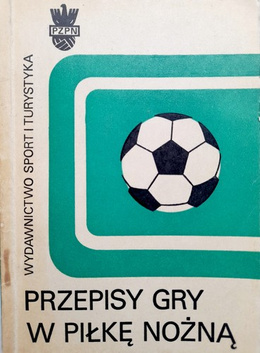 PZPN
WYDAWNICTWO SPORT I TURYSTYKA
PRZEPISY GRY
W PIŁKĘ NOŻNĄ